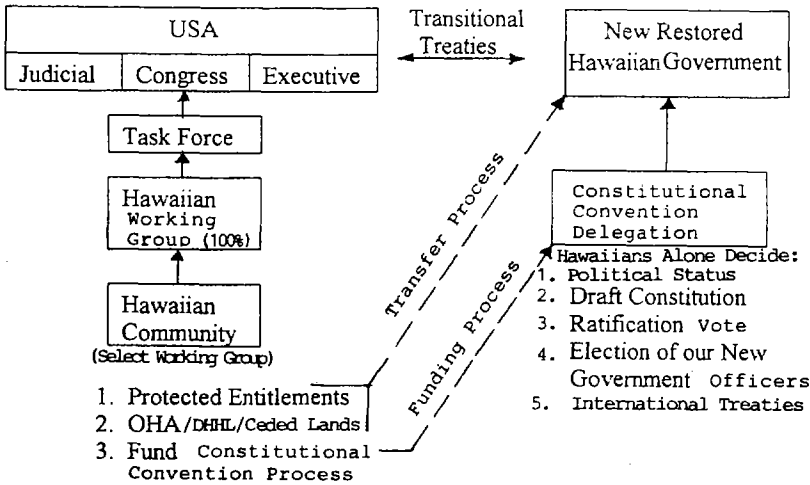 USA
Judicial
Congress
Executive
Transitional
Treaties
New Restored
Hawaiian Government
Task Force
Hawaiian
Working
Group (100%)
Hawaiian
Community
(Select Working Group)
1. Protected Entitlements
2. OHA/DHHL/Ceded Lands
3. Fund Constitutional
Convention Process
Transfer Process
Funding Process
Constitutional
Convention
Delegation
Hawaiians Alone Decide:
1. Political Status
2. Draft Constitution
3. Ratification Vote
4. Election of our New
Government Officers
5. International Treaties